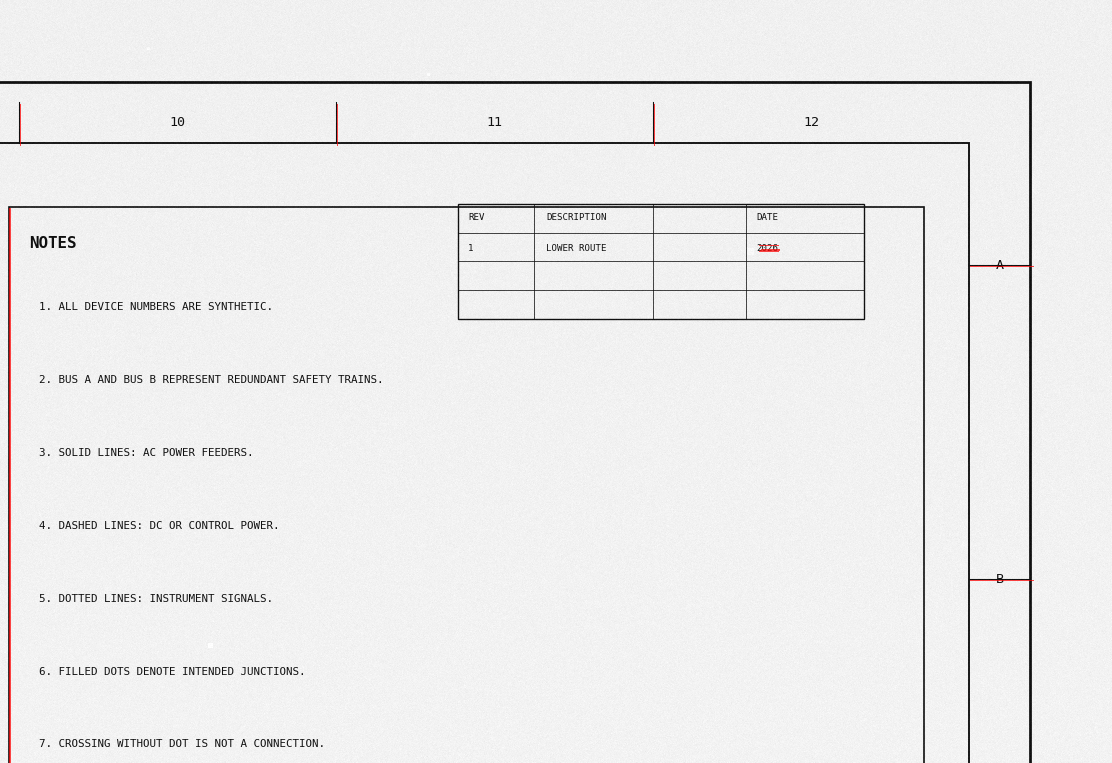 10 11 12
REV DESCRIPTION DATE
1 LOWER ROUTE 2026
A
B
NOTES
1. ALL DEVICE NUMBERS ARE SYNTHETIC.
2. BUS A AND BUS B REPRESENT REDUNDANT SAFETY TRAINS.
3. SOLID LINES: AC POWER FEEDERS.
4. DASHED LINES: DC OR CONTROL POWER.
5. DOTTED LINES: INSTRUMENT SIGNALS.
6. FILLED DOTS DENOTE INTENDED JUNCTIONS.
7. CROSSING WITHOUT DOT IS NOT A CONNECTION.